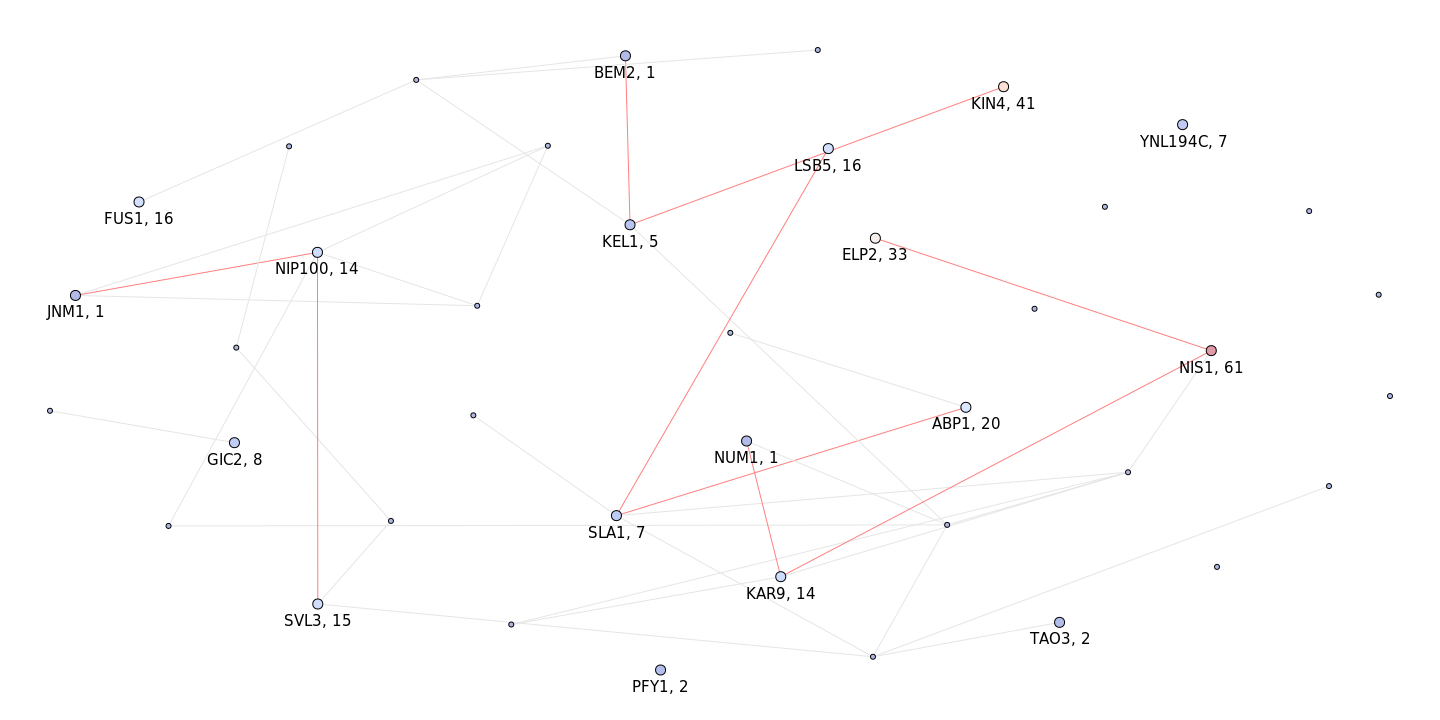 BEM2, 1
KIN4, 41
YNL194C, 7
LSB5, 16
FUS1, 16
KEL1, 5
ELP2, 33
NIP100, 14
JNM1, 1
NIS1, 61
ABP1, 20
NUM1, 1
GIC2, 8
SLA1, 7
KAR9, 14
SVL3, 15
TAO3, 2
PFY1, 2